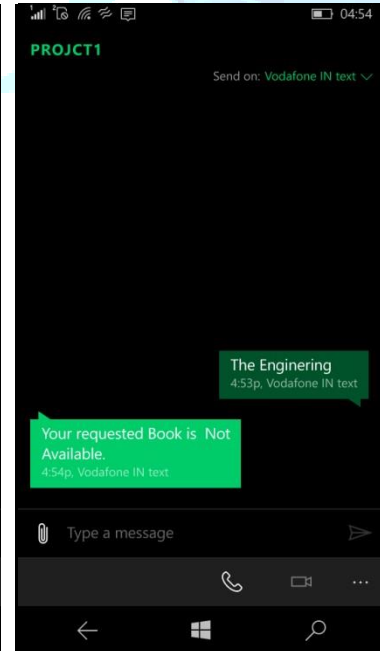 04:54
PROJCT1
Send on: Vodafone IN text
The Enginering
4:53p, Vodafone IN text
Your requested Book is Not
Available.
4:54p, Vodafone IN text
Type a message